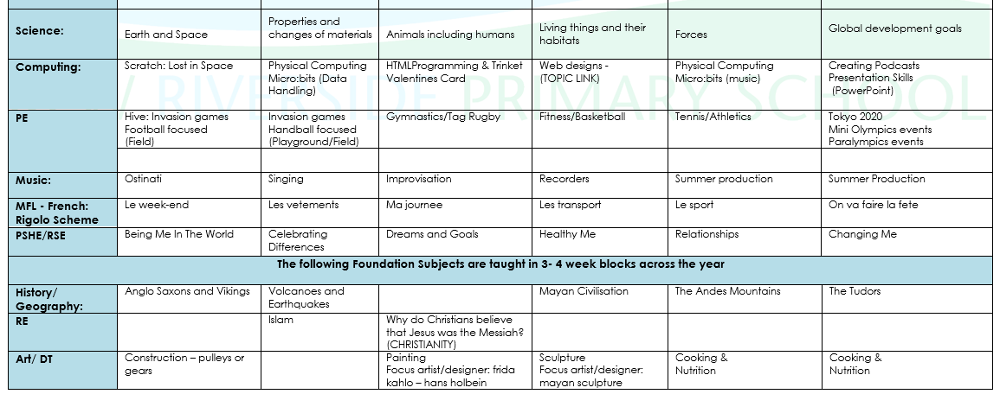 Science:
Earth and Space
Properties and
changes of materials
Animals including humans
Living things and their
habitats
Forces
Global development goals
Computing:
Scratch: Lost in Space
Physical Computing
Micro:bits (Data
Handling)
HTMLProgramming & Trinket
Valentines Card
Web designs -
(TOPIC LINK)
Physical Computing
Micro:bits (music)
Creating Podcasts
Presentation Skills
(PowerPoint)
RIVERSIDE PRIMARY SCHOOL
PE
Hive: Invasion games
Football focused
(Field)
Invasion games
Handball focused
(Playground/Field)
Gymnastics/Tag Rugby
Fitness/Basketball
Tennis/Athletics
Tokyo 2020
Mini Olympics events
Paralympics events
Music:
Ostinati
Singing
Improvisation
Recorders
Summer production
Summer Production
MFL - French:
Rigolo Scheme
Le week-end
Les vetements
Ma journee
Les transport
Le sport
On va faire la fete
PSHE/RSE
Being Me In The World
Celebrating
Differences
Dreams and Goals
Healthy Me
Relationships
Changing Me
The following Foundation Subjects are taught in 3- 4 week blocks across the year
History/
Geography:
Anglo Saxons and Vikings
Volcanoes and
Earthquakes
Mayan Civilisation
The Andes Mountains
The Tudors
RE
Islam
Why do Christians believe
that Jesus was the Messiah?
(CHRISTIANITY)
Art/ DT
Construction – pulleys or
gears
Painting
Focus artist/designer: frida
kahlo – hans holbein
Sculpture
Focus artist/designer:
mayan sculpture
Cooking &
Nutrition
Cooking &
Nutrition